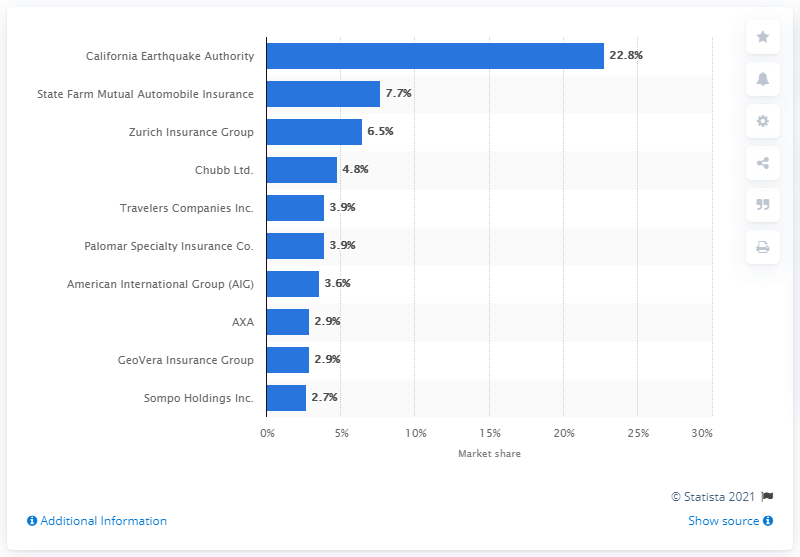 California Earthquake Authority 22.8%
State Farm Mutual Automobile Insurance 7.7%
Zurich Insurance Group 6.5%
Chubb Ltd. 4.8%
Travelers Companies Inc. 3.9%
Palomar Specialty Insurance Co. 3.9%
American International Group (AIG) 3.6%
AXA 2.9%
GeoVera Insurance Group 2.9%
Sompo Holdings Inc. 2.7%
0% 5% 10% 15% 20% 25% 30%
Market share
© Statista 2021
Additional Information Show source